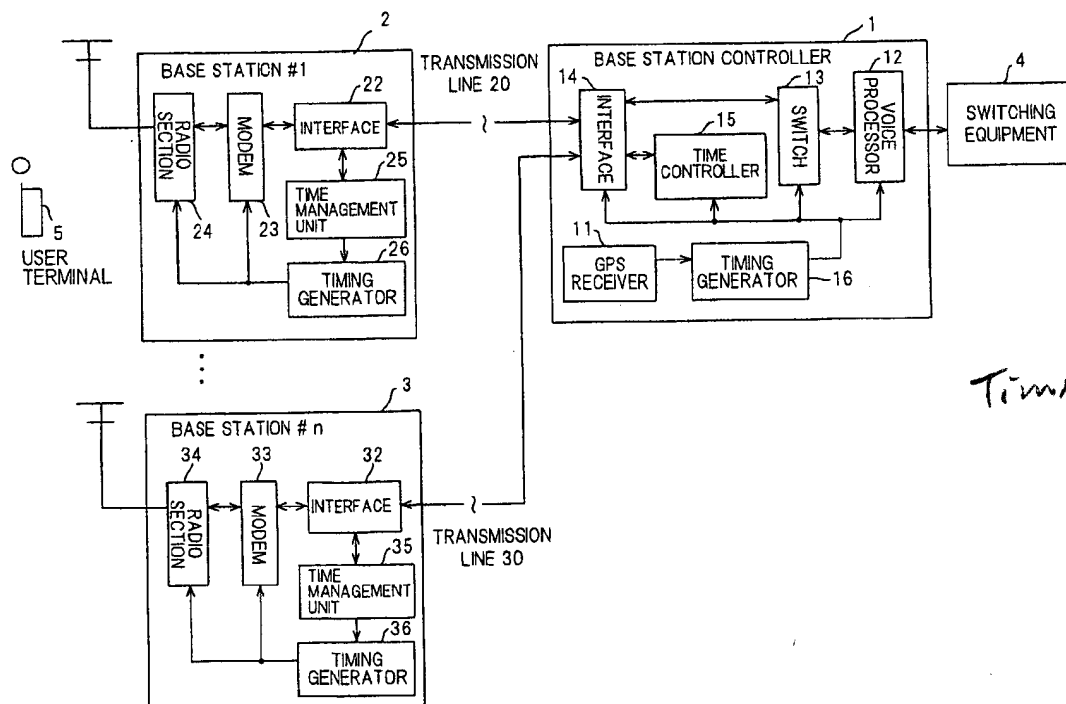 2
BASE STATION #1
22
INTERFACE
RADIO
SECTION
24
MODEM
23
25
TIME
MANAGEMENT
UNIT
26
TIMING
GENERATOR
5
USER
TERMINAL
TRANSMISSION
LINE 20
1
BASE STATION CONTROLLER
14
INTERFACE
13
SWITCH
12
VOICE
PROCESSOR
15
TIME
CONTROLLER
11
GPS
RECEIVER
TIMING
GENERATOR
16
4
SWITCHING
EQUIPMENT
3
BASE STATION # n
34
RADIO
SECTION
33
MODEM
32
INTERFACE
35
TIME
MANAGEMENT
UNIT
36
TIMING
GENERATOR
TRANSMISSION
LINE 30